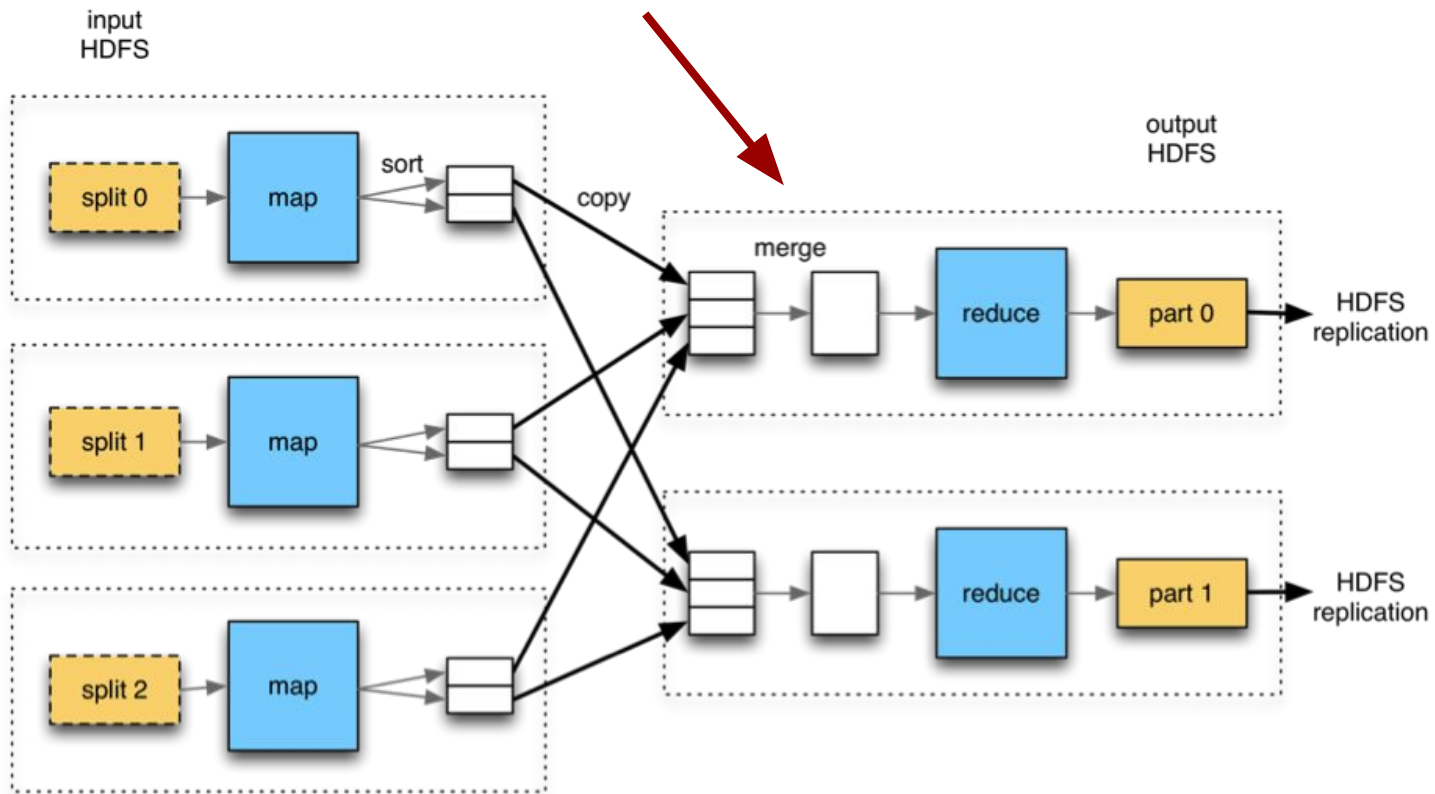 input
HDFS
output
HDFS
split 0
map
sort
copy
merge
reduce
part 0
HDFS
replication
split 1
map
split 2
map
reduce
part 1
HDFS
replication